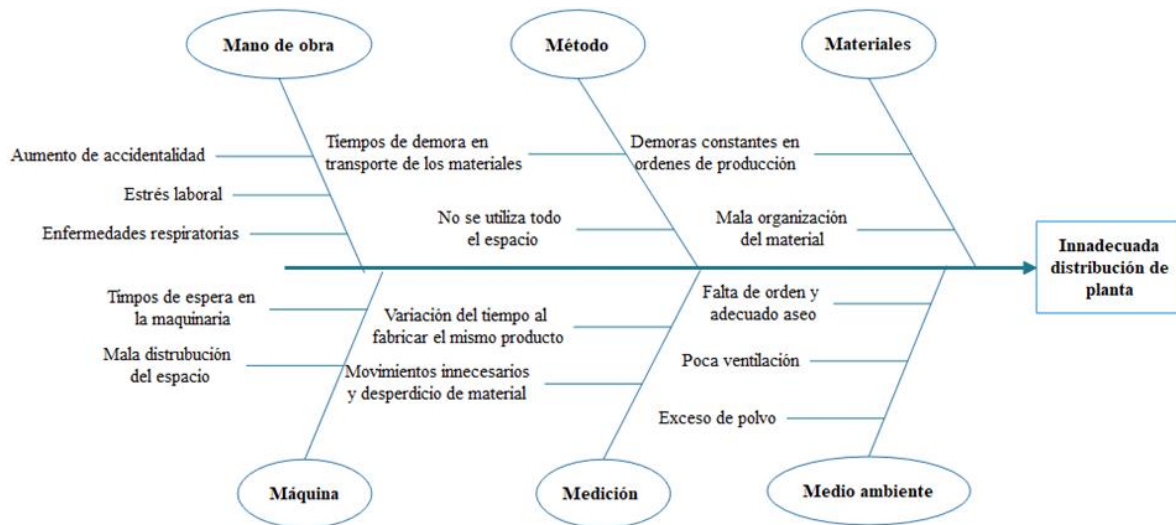 Mano de obra
Método
Materiales
Aumento de accidentalidad
Estrés laboral
Enfermedades respiratorias
Tiempos de demora en
transporte de los materiales
No se utiliza todo
el espacio
Demoras constantes en
ordenes de producción
Mala organización
del material
Innadecuada
distribución de
planta
Timpos de espera en
la maquinaria
Mala distrubución
del espacio
Variación del tiempo al
fabricar el mismo producto
Movimientos innecesarios
y desperdicio de material
Falta de orden y
adecuado aseo
Poca ventilación
Exceso de polvo
Máquina
Medición
Medio ambiente